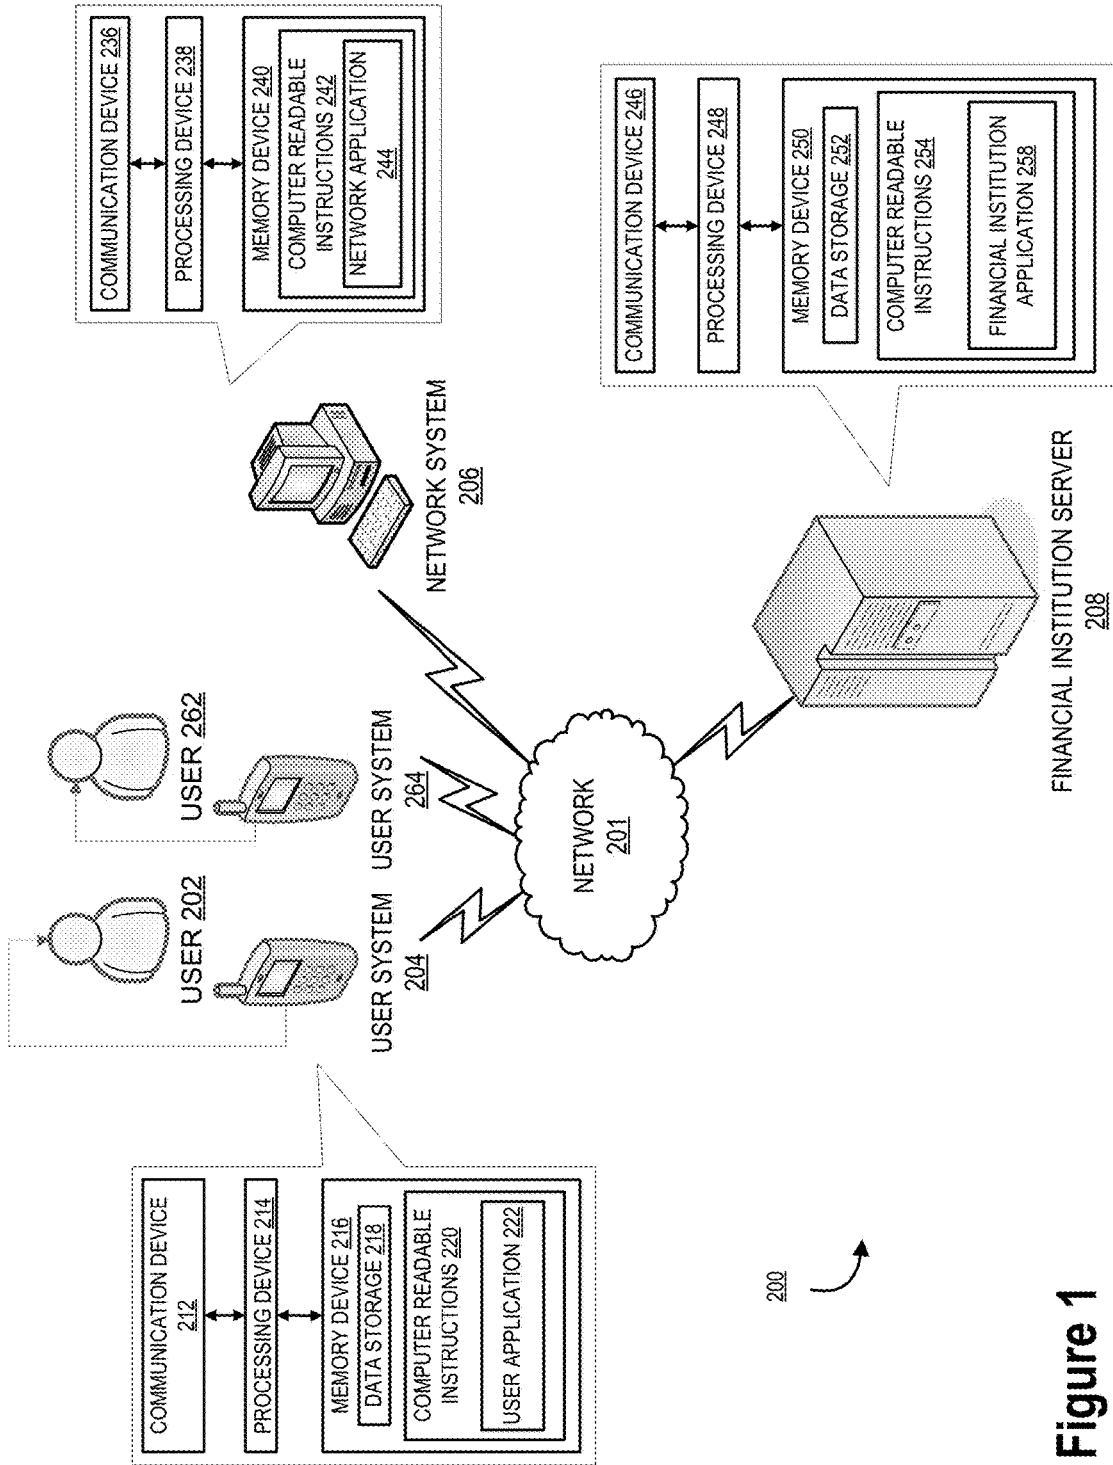 COMMUNICATION DEVICE
212
PROCESSING DEVICE 214
MEMORY DEVICE 216
DATA STORAGE 218
COMPUTER READABLE
INSTRUCTIONS 220
USER APPLICATION 222
USER 202
USER SYSTEM
204
USER 262
USER SYSTEM
264
COMMUNICATION DEVICE 236
PROCESSING DEVICE 238
MEMORY DEVICE 240
COMPUTER READABLE
INSTRUCTIONS 242
NETWORK APPLICATION
244
NETWORK SYSTEM
206
NETWORK
201
COMMUNICATION DEVICE 246
PROCESSING DEVICE 248
MEMORY DEVICE 250
DATA STORAGE 252
COMPUTER READABLE
INSTRUCTIONS 254
FINANCIAL INSTITUTION
APPLICATION 258
FINANCIAL INSTITUTION SERVER
208
200
Figure 1